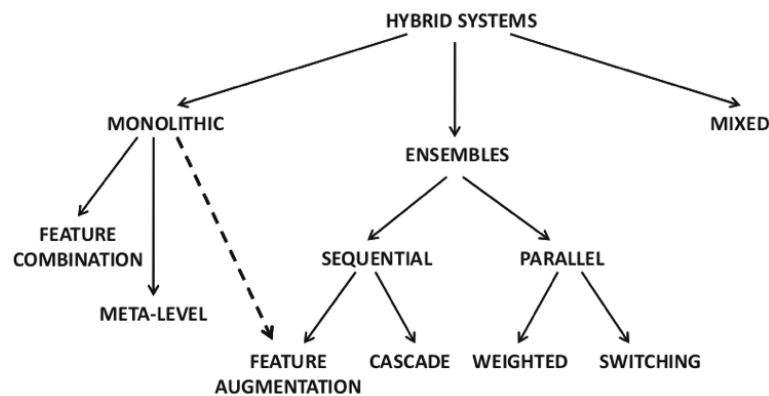 HYBRID SYSTEMS
MONOLITHIC
MIXED
ENSEMBLES
FEATURE
COMBINATION
SEQUENTIAL
PARALLEL
META-LEVEL
FEATURE
AUGMENTATION
CASCADE
WEIGHTED
SWITCHING